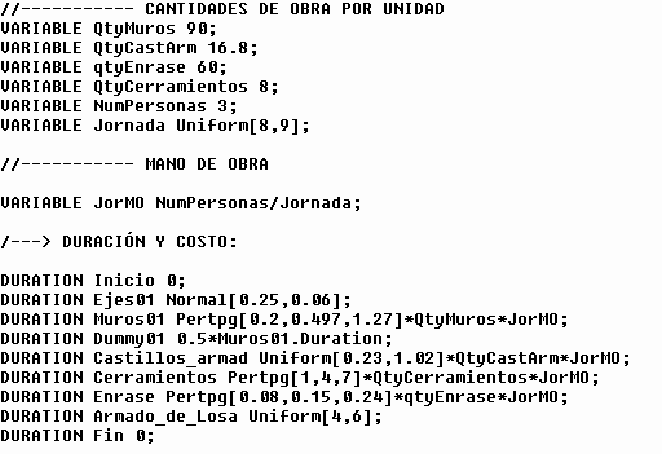 //----------- CANTIDADES DE OBRA POR UNIDAD
VARIABLE QtyMuros 90;
VARIABLE QtyCastArm 16.8;
VARIABLE qtyEnrase 60;
VARIABLE QtyCerramientos 8;
VARIABLE NumPersonas 3;
VARIABLE Jornada Uniform[8,9];
//----------- MANO DE OBRA
VARIABLE JorMO NumPersonas/Jornada;
/---> DURACIÓN Y COSTO:
DURATION Inicio 0;
DURATION Ejes01 Normal[0.25,0.06];
DURATION Muros01 Pertpg[0.2,0.497,1.27]*QtyMuros*JorMO;
DURATION Dummy01 0.5*Muros01.Duration;
DURATION Castillos_armad Uniform[0.23,1.02]*QtyCastArm*JorMO;
DURATION Cerramientos Pertpg[1,4,7]*QtyCerramientos*JorMO;
DURATION Enrase Pertpg[0.08,0.15,0.24]*qtyEnrase*JorMO;
DURATION Armado_de_Losa Uniform[4,6];
DURATION Fin 0;